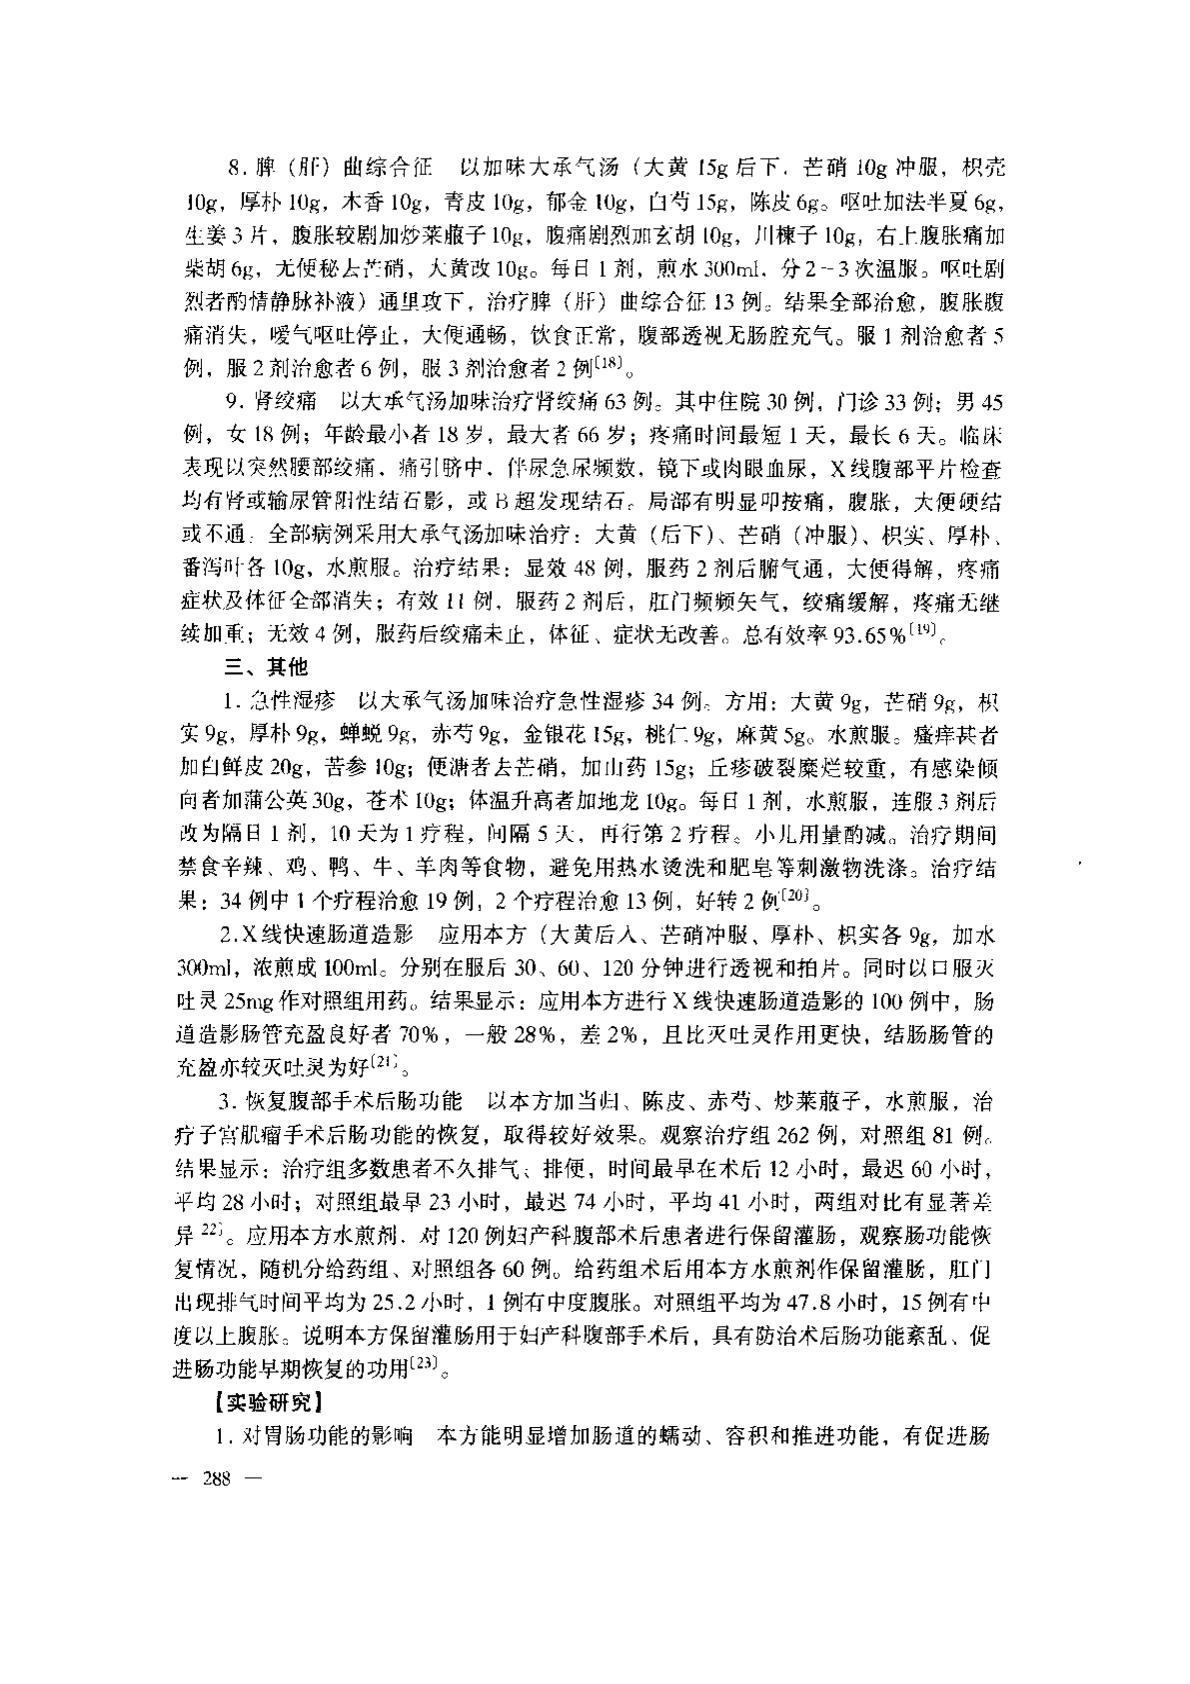 8. 脾（肝）曲综合征　以加味大承气汤（大黄 15g 后下，芒硝 10g 冲服，枳壳
10g，厚朴 10g，木香 10g，青皮 10g，郁金 10g，白芍 15g，陈皮 6g。呕吐加法半夏 6g，
生姜 3 片，腹胀较剧加炒莱菔子 10g，腹痛剧烈加玄胡 10g，川楝子 10g，右上腹胀痛加
柴胡 6g，无便秘去芒硝，大黄改 10g。每日 1 剂，煎水 300ml，分 2－3 次温服。呕吐剧
烈者酌情静脉补液）通里攻下，治疗脾（肝）曲综合征 13 例。结果全部治愈，腹胀腹
痛消失，嗳气呕吐停止，大便通畅，饮食正常，腹部透视无肠腔充气。服 1 剂治愈者 5
例，服 2 剂治愈者 6 例，服 3 剂治愈者 2 例〔18〕。
9. 肾绞痛　以大承气汤加味治疗肾绞痛 63 例。其中住院 30 例，门诊 33 例；男 45
例，女 18 例；年龄最小者 18 岁，最大者 66 岁；疼痛时间最短 1 天，最长 6 天。临床
表现以突然腰部绞痛，痛引脐中，伴尿急尿频数，镜下或肉眼血尿，X 线腹部平片检查
均有肾或输尿管阳性结石影，或 B 超发现结石。局部有明显叩按痛，腹胀，大便硬结
或不通。全部病例采用大承气汤加味治疗：大黄（后下）、芒硝（冲服）、枳实、厚朴、
番泻叶各 10g，水煎服。治疗结果：显效 48 例，服药 2 剂后腑气通，大便得解，疼痛
症状及体征全部消失；有效 11 例，服药 2 剂后，肛门频频矢气，绞痛缓解，疼痛无继
续加重；无效 4 例，服药后绞痛未止，体征、症状无改善。总有效率 93.65%〔19〕。
三、其他
1. 急性湿疹　以大承气汤加味治疗急性湿疹 34 例。方用：大黄 9g，芒硝 9g，枳
实 9g，厚朴 9g，蝉蜕 9g，赤芍 9g，金银花 15g，桃仁 9g，麻黄 5g。水煎服。瘙痒甚者
加白鲜皮 20g，苦参 10g；便溏者去芒硝，加山药 15g；丘疹破裂糜烂较重，有感染倾
向者加蒲公英 30g，苍术 10g；体温升高者加地龙 10g。每日 1 剂，水煎服，连服 3 剂后
改为隔日 1 剂，10 天为 1 疗程，间隔 5 天，再行第 2 疗程。小儿用量酌减。治疗期间
禁食辛辣、鸡、鸭、牛、羊肉等食物，避免用热水烫洗和肥皂等刺激物洗涤。治疗结
果：34 例中 1 个疗程治愈 19 例，2 个疗程治愈 13 例，好转 2 例〔20〕。
2.X 线快速肠道造影　应用本方（大黄后入、芒硝冲服、厚朴、枳实各 9g，加水
300ml，浓煎成 100ml。分别在服后 30、60、120 分钟进行透视和拍片。同时以口服灭
吐灵 25mg 作对照组用药。结果显示：应用本方进行 X 线快速肠道造影的 100 例中，肠
道造影肠管充盈良好者 70%，一般 28%，差 2%，且比灭吐灵作用更快，结肠肠管的
充盈亦较灭吐灵为好〔21〕。
3. 恢复腹部手术后肠功能　以本方加当归、陈皮、赤芍、炒莱菔子，水煎服，治
疗子宫肌瘤手术后肠功能的恢复，取得较好效果。观察治疗组 262 例，对照组 81 例。
结果显示：治疗组多数患者不久排气、排便，时间最早在术后 12 小时，最迟 60 小时，
平均 28 小时；对照组最早 23 小时，最迟 74 小时，平均 41 小时，两组对比有显著差
异〔22〕。应用本方水煎剂，对 120 例妇产科腹部术后患者进行保留灌肠，观察肠功能恢
复情况，随机分给药组、对照组各 60 例。给药组术后用本方水煎剂作保留灌肠，肛门
出现排气时间平均为 25.2 小时，1 例有中度腹胀。对照组平均为 47.8 小时，15 例有中
度以上腹胀。说明本方保留灌肠用于妇产科腹部手术后，具有防治术后肠功能紊乱、促
进肠功能早期恢复的功用〔23〕。
【实验研究】
1. 对胃肠功能的影响　本方能明显增加肠道的蠕动、容积和推进功能，有促进肠
— 288 —